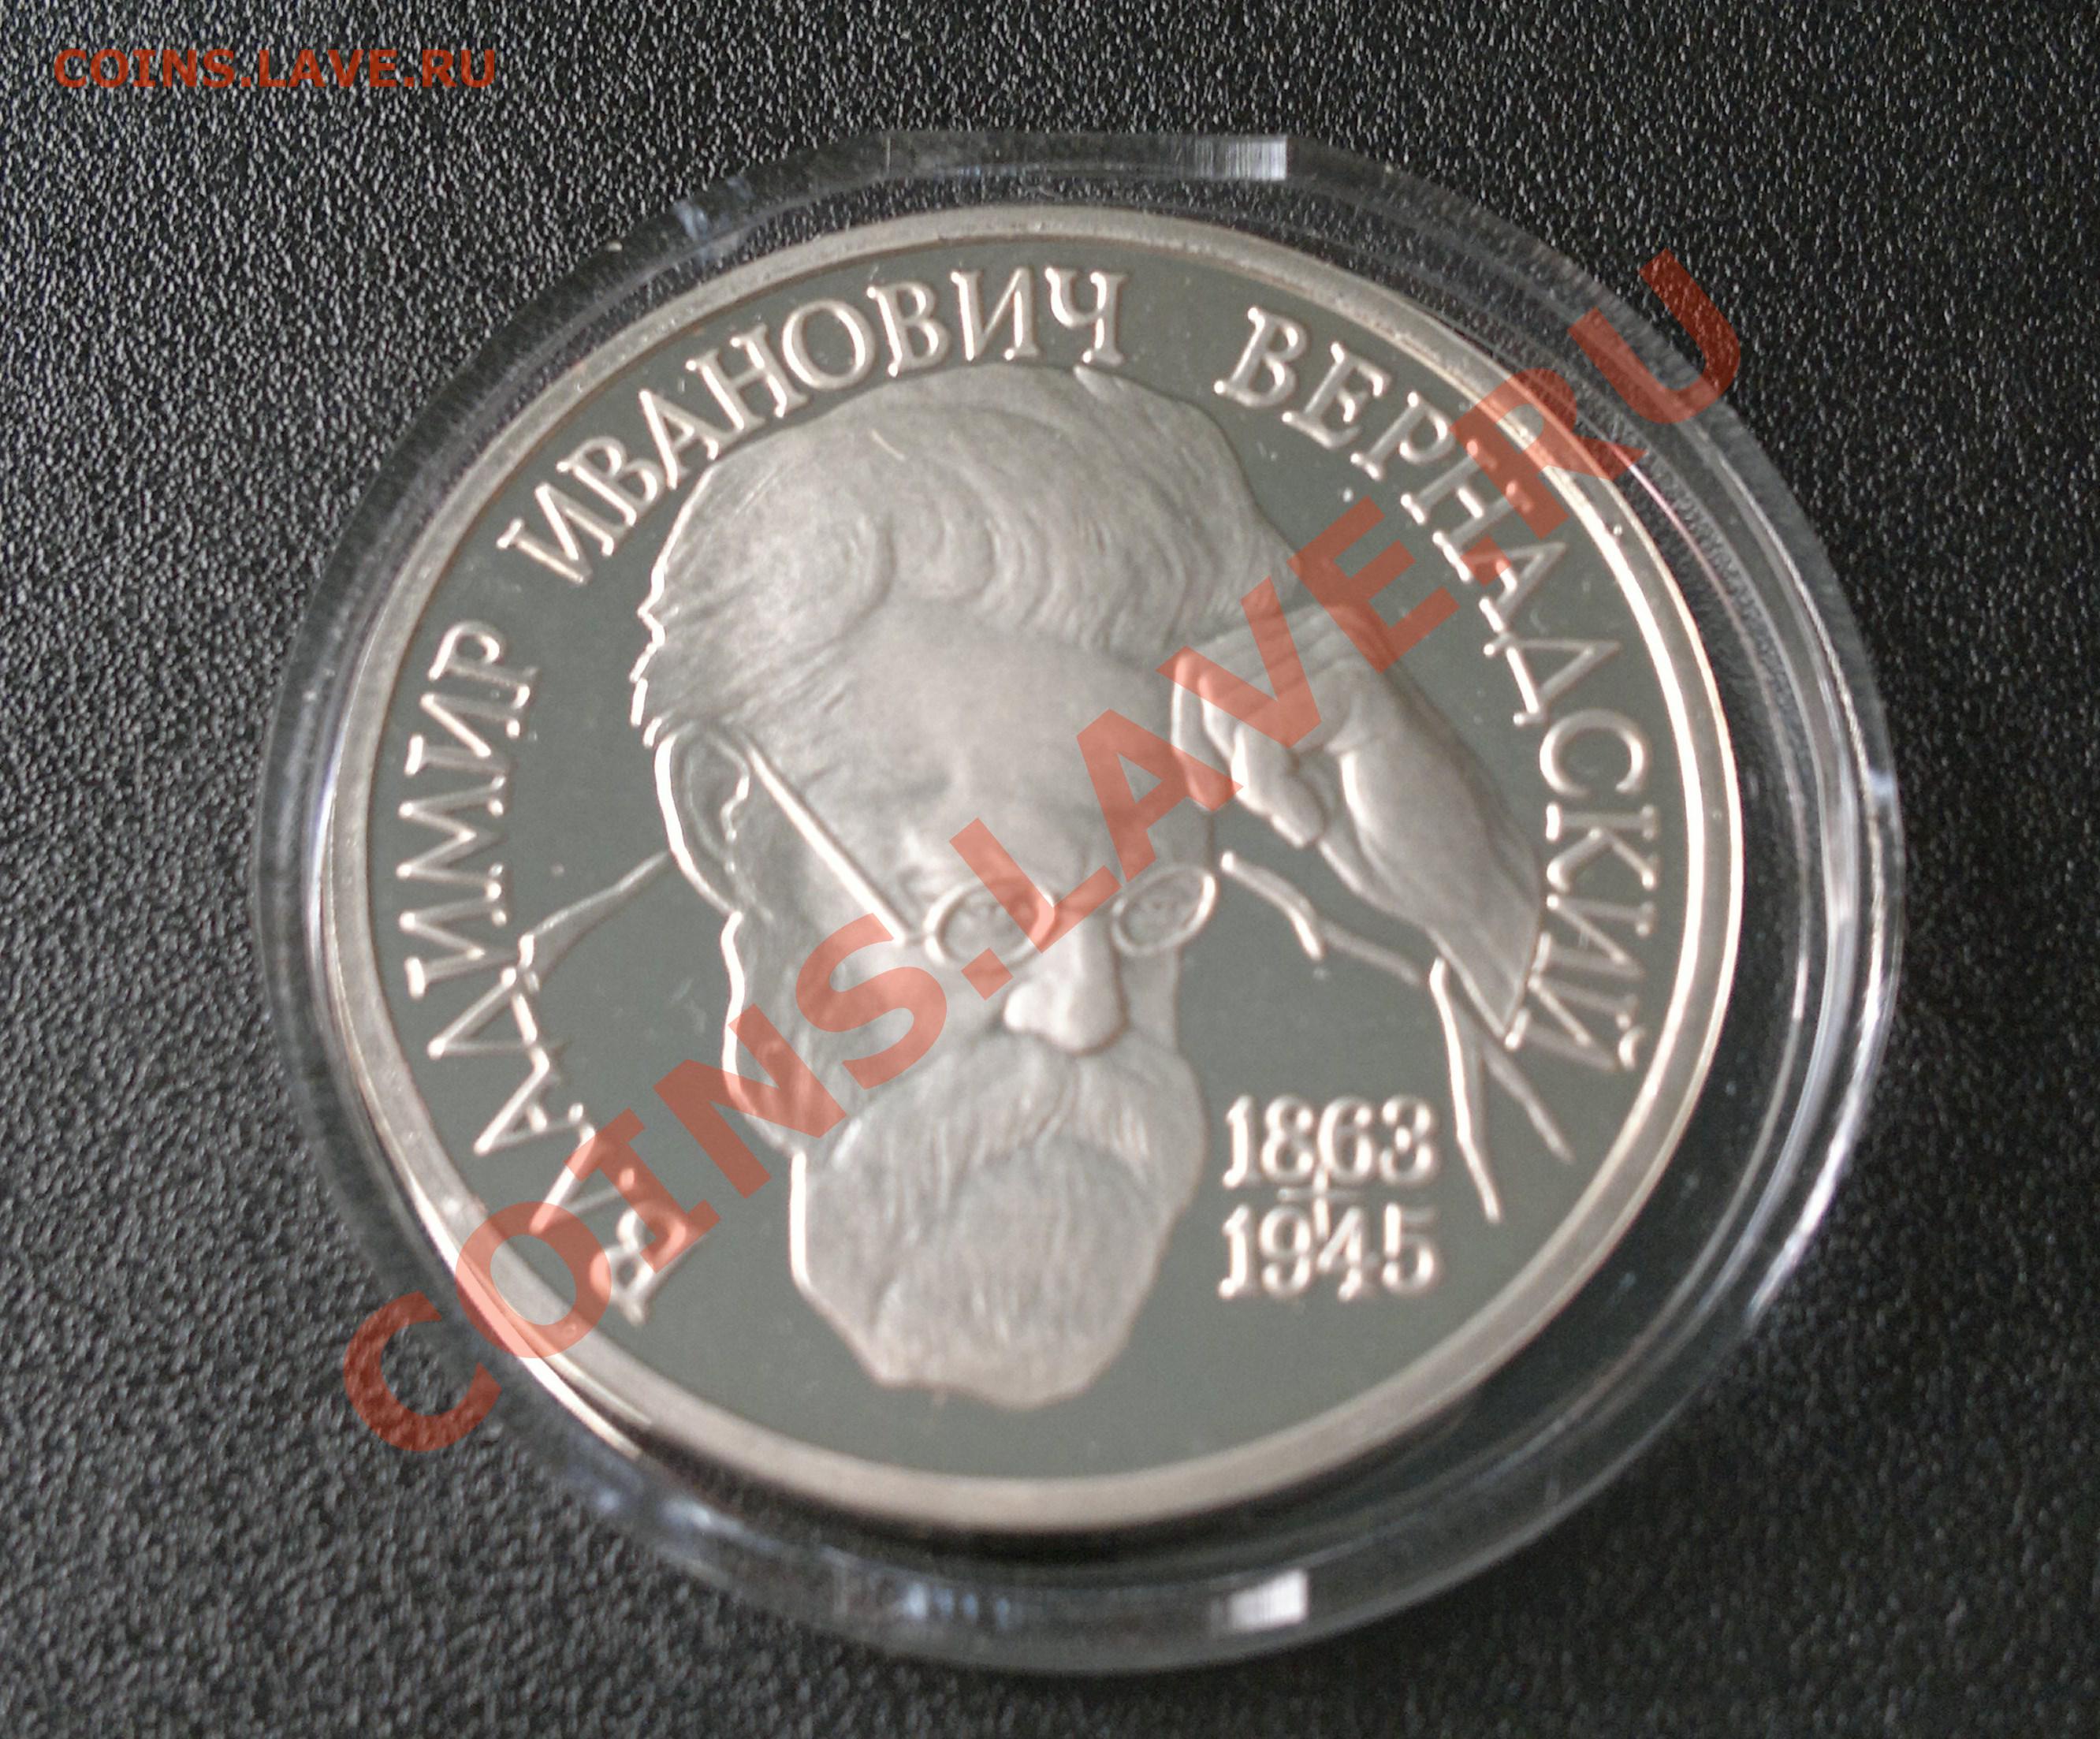 COINS.LAVE.RU
ВЛАДИМИР ИВАНОВИЧ ВЕРНАДСКИЙ
1863
1945
COINS.LAVE.RU